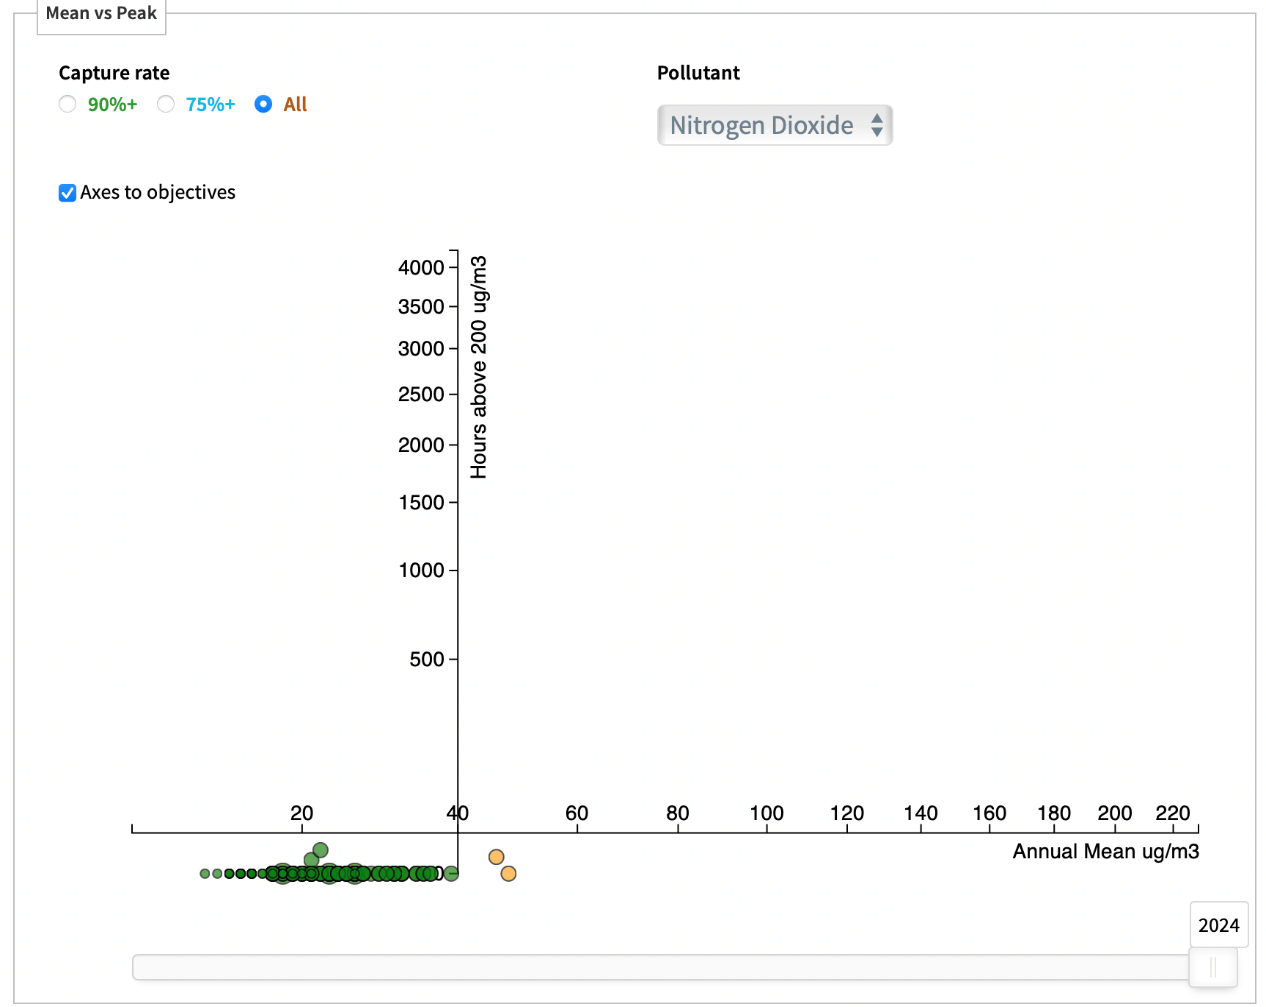 Mean vs Peak
Capture rate
90%+ 75%+ All
Pollutant
Nitrogen Dioxide
Axes to objectives
4000
3500
3000
2500
2000
1500
1000
500
Hours above 200 ug/m3
20 40 60 80 100 120 140 160 180 200 220
Annual Mean ug/m3
2024